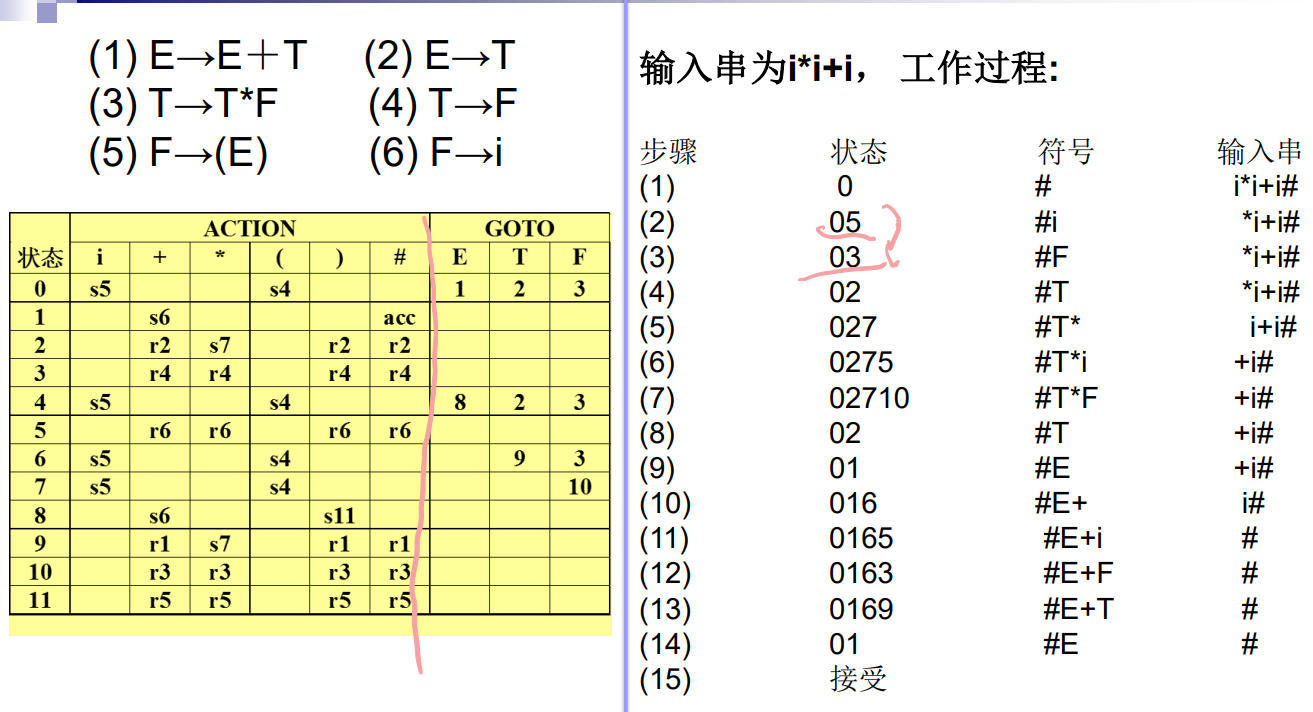 (1) E→E＋T (2) E→T
(3) T→T*F (4) T→F
(5) F→(E) (6) F→i
ACTION GOTO
状态 i + * ( ) # E T F
0 s5 s4 1 2 3
1 s6 acc
2 r2 s7 r2 r2
3 r4 r4 r4 r4
4 s5 s4 8 2 3
5 r6 r6 r6 r6
6 s5 s4 9 3
7 s5 s4 10
8 s6 s11
9 r1 s7 r1 r1
10 r3 r3 r3 r3
11 r5 r5 r5 r5
输入串为i*i+i， 工作过程:
步骤 状态 符号 输入串
(1) 0 # i*i+i#
(2) 05 #i *i+i#
(3) 03 #F *i+i#
(4) 02 #T *i+i#
(5) 027 #T* i+i#
(6) 0275 #T*i +i#
(7) 02710 #T*F +i#
(8) 02 #T +i#
(9) 01 #E +i#
(10) 016 #E+ i#
(11) 0165 #E+i #
(12) 0163 #E+F #
(13) 0169 #E+T #
(14) 01 #E #
(15) 接受